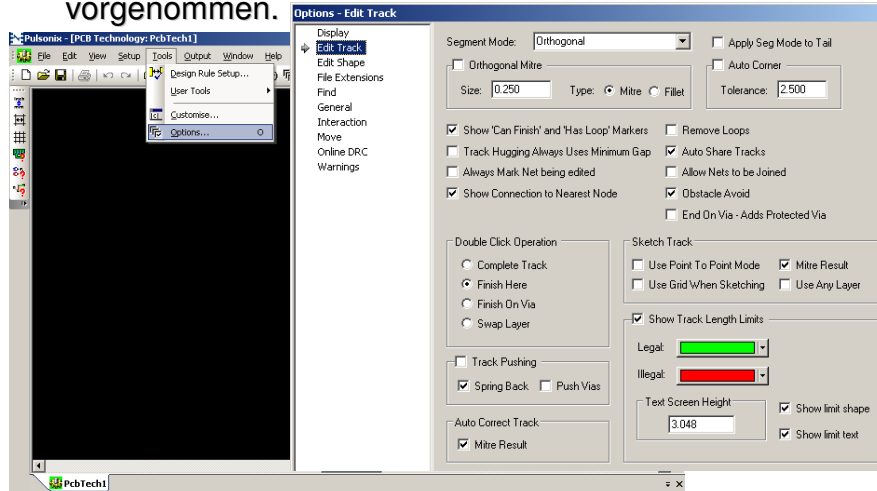 vorgenommen.
Pulsonix - [PCB Technology: PcbTech1]
File Edit View Setup Tools Output Window Help
Design Rule Setup...
User Tools
Customise...
Options... O
PcbTech1
Options - Edit Track
Display
Edit Track
Edit Shape
File Extensions
Find
General
Interaction
Move
Online DRC
Warnings
Segment Mode: Orthogonal
Apply Seg Mode to Tail
Orthogonal Mitre
Size: 0.250 Type: Mitre Fillet
Auto Corner
Tolerance: 2.500
Show 'Can Finish' and 'Has Loop' Markers
Remove Loops
Track Hugging Always Uses Minimum Gap
Auto Share Tracks
Always Mark Net being edited
Allow Nets to be Joined
Show Connection to Nearest Node
Obstacle Avoid
End On Via - Adds Protected Via
Double Click Operation
Complete Track
Finish Here
Finish On Via
Swap Layer
Sketch Track
Use Point To Point Mode Mitre Result
Use Grid When Sketching Use Any Layer
Show Track Length Limits
Legal:
Illegal:
Text Screen Height
3.048
Show limit shape
Show limit text
Track Pushing
Spring Back Push Vias
Auto Correct Track
Mitre Result